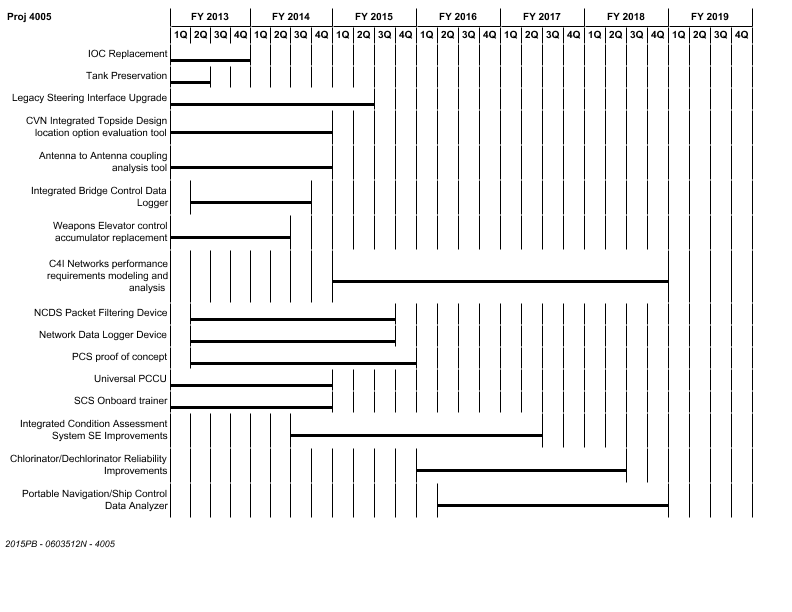 Proj 4005
FY 2013 FY 2014 FY 2015 FY 2016 FY 2017 FY 2018 FY 2019
1Q 2Q 3Q 4Q 1Q 2Q 3Q 4Q 1Q 2Q 3Q 4Q 1Q 2Q 3Q 4Q 1Q 2Q 3Q 4Q 1Q 2Q 3Q 4Q 1Q 2Q 3Q 4Q
IOC Replacement
Tank Preservation
Legacy Steering Interface Upgrade
CVN Integrated Topside Design
location option evaluation tool
Antenna to Antenna coupling
analysis tool
Integrated Bridge Control Data
Logger
Weapons Elevator control
accumulator replacement
C4I Networks performance
requirements modeling and
analysis
NCDS Packet Filtering Device
Network Data Logger Device
PCS proof of concept
Universal PCCU
SCS Onboard trainer
Integrated Condition Assessment
System SE Improvements
Chlorinator/Dechlorinator Reliability
Improvements
Portable Navigation/Ship Control
Data Analyzer
2015PB - 0603512N - 4005